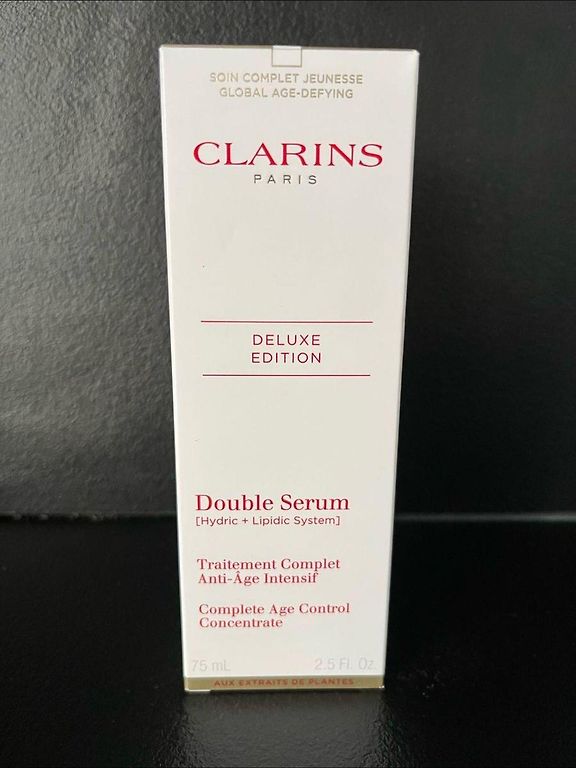 SOIN COMPLET JEUNESSE
GLOBAL AGE-DEFYING
CLARINS
PARIS
DELUXE
EDITION
Double Serum
[Hydric + Lipidic System]
Traitement Complet
Anti-Âge Intensif
Complete Age Control
Concentrate
75 mL 2.5 Fl. Oz.
AUX EXTRAITS DE PLANTES